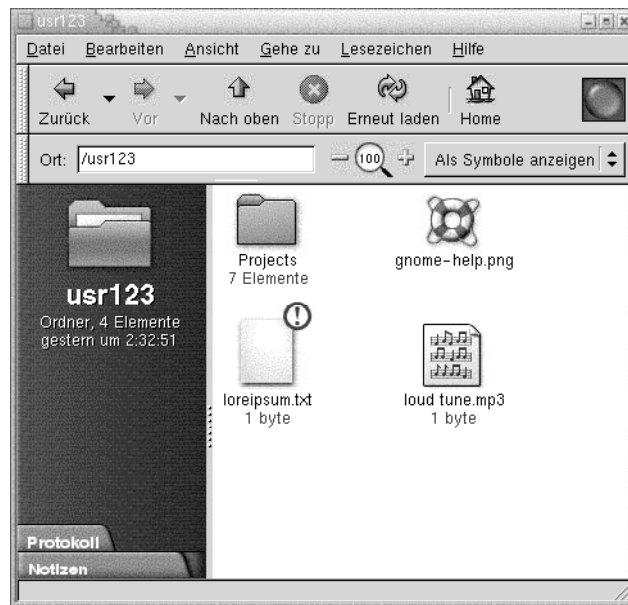 usr123
Datei Bearbeiten Ansicht Gehe zu Lesezeichen Hilfe
Zurück Vor Nach oben Stopp Erneut laden Home
Ort: /usr123 100 Als Symbole anzeigen
usr123
Ordner, 4 Elemente
gestern um 2:32:51
Projects
7 Elemente
gnome-help.png
loreipsum.txt
1 byte
loud tune.mp3
1 byte
Protokoll
Notizen